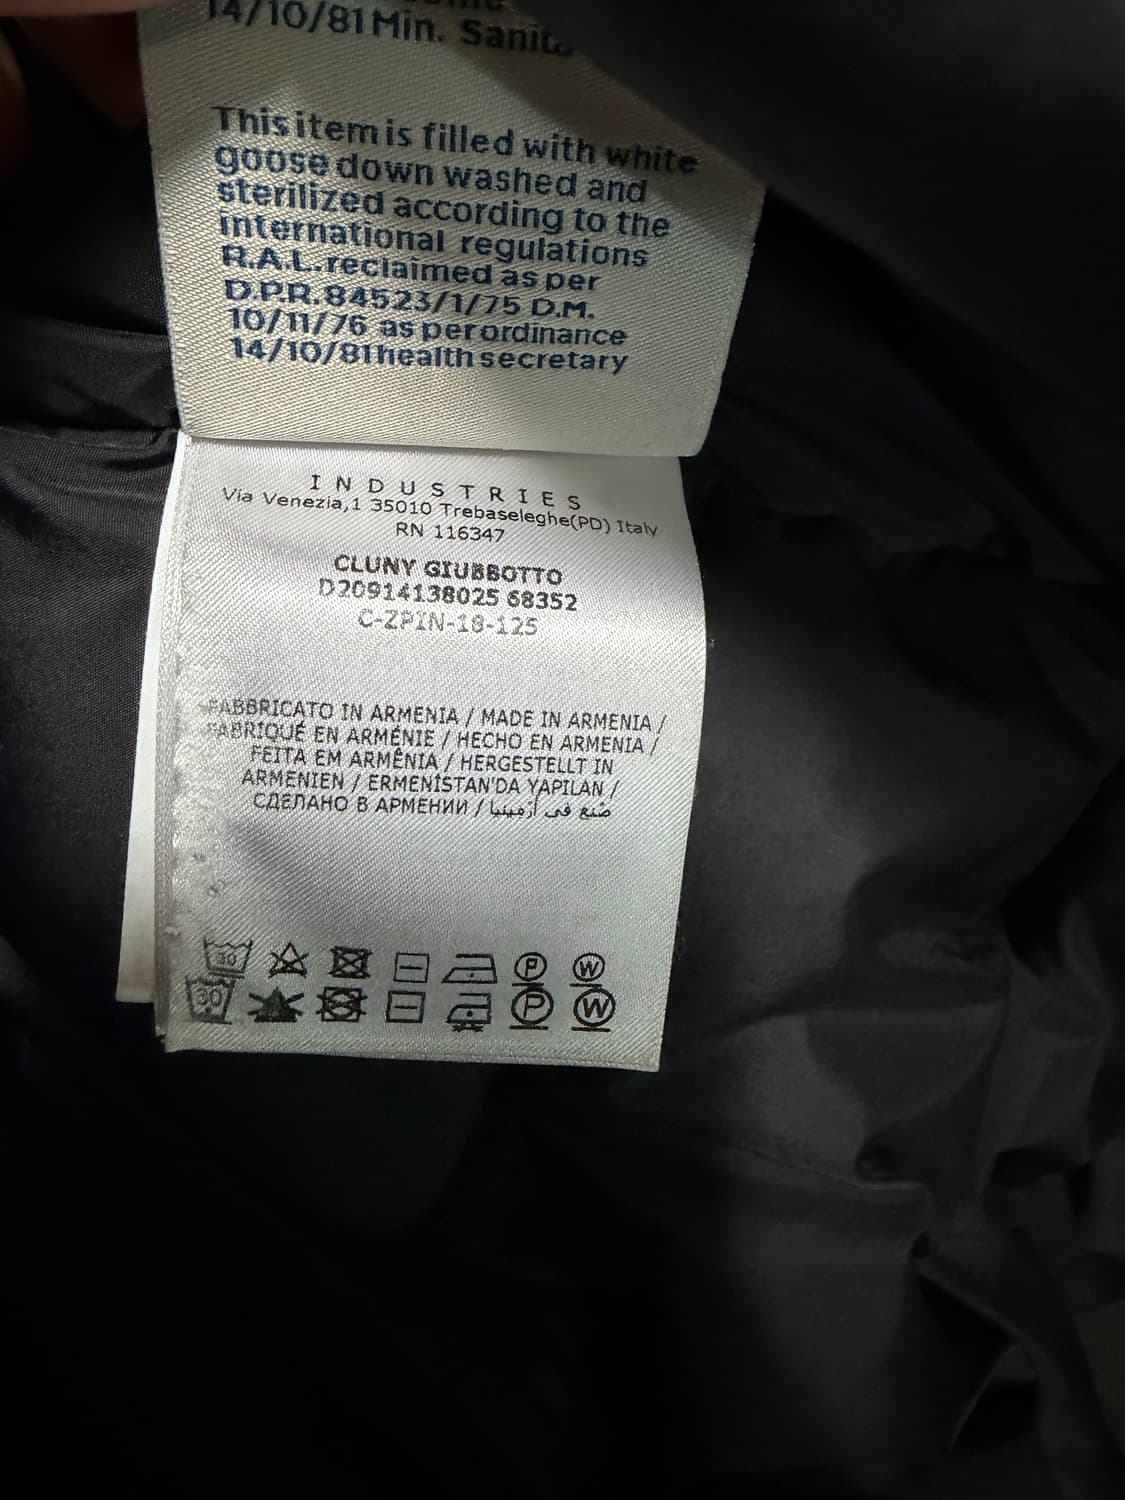 14/10/81 Min. Sanità
This item is filled with white
goose down washed and
sterilized according to the
international regulations
R.A.L. reclaimed as per
D.P.R. 84523/1/75 D.M.
10/11/76 as per ordinance
14/10/81 health secretary
INDUSTRIES
Via Venezia,1 35010 Trebaseleghe(PD) Italy
RN 116347
CLUNY GIUBBOTTO
D20914138025 68352
C-ZPIN-18-125
FABBRICATO IN ARMENIA / MADE IN ARMENIA /
FABRIQUÉ EN ARMÉNIE / HECHO EN ARMENIA /
FEITA EM ARMÊNIA / HERGESTELLT IN
ARMENIEN / ERMENİSTAN'DA YAPILAN /
СДЕЛАНО В АРМЕНИИ / صنع في أرمينيا
30 P W
30 P W